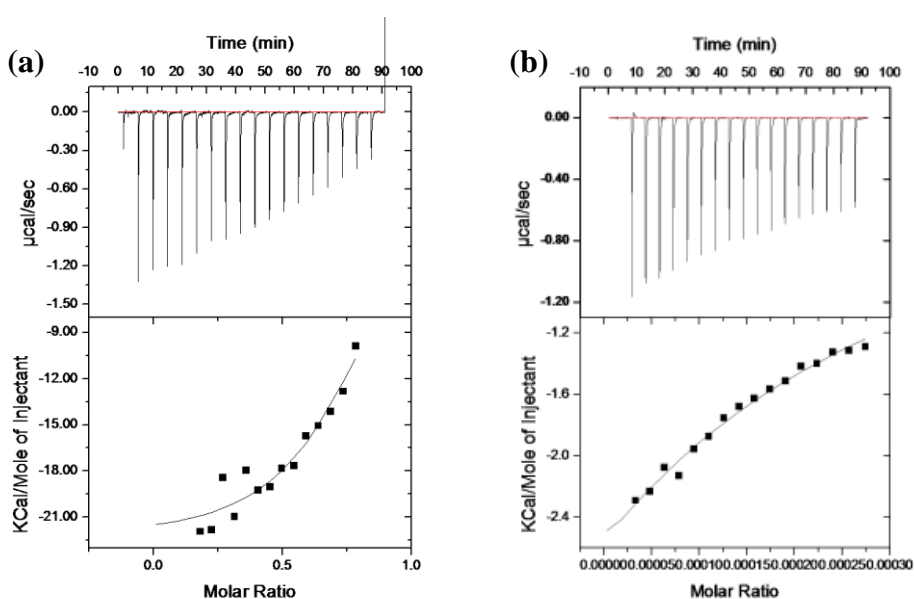 (a)
Time (min)
-10 0 10 20 30 40 50 60 70 80 90 100
0.00
-0.30
-0.60
-0.90
-1.20
-1.50
µcal/sec
-9.00
-12.00
-15.00
-18.00
-21.00
KCal/Mole of Injectant
0.0 0.5 1.0
Molar Ratio
(b)
Time (min)
-10 0 10 20 30 40 50 60 70 80 90 100
0.00
-0.40
-0.80
-1.20
µcal/sec
-1.2
-1.6
-2.0
-2.4
KCal/Mole of Injectant
0.000000.000050.000100.000150.000200.000250.00030
Molar Ratio